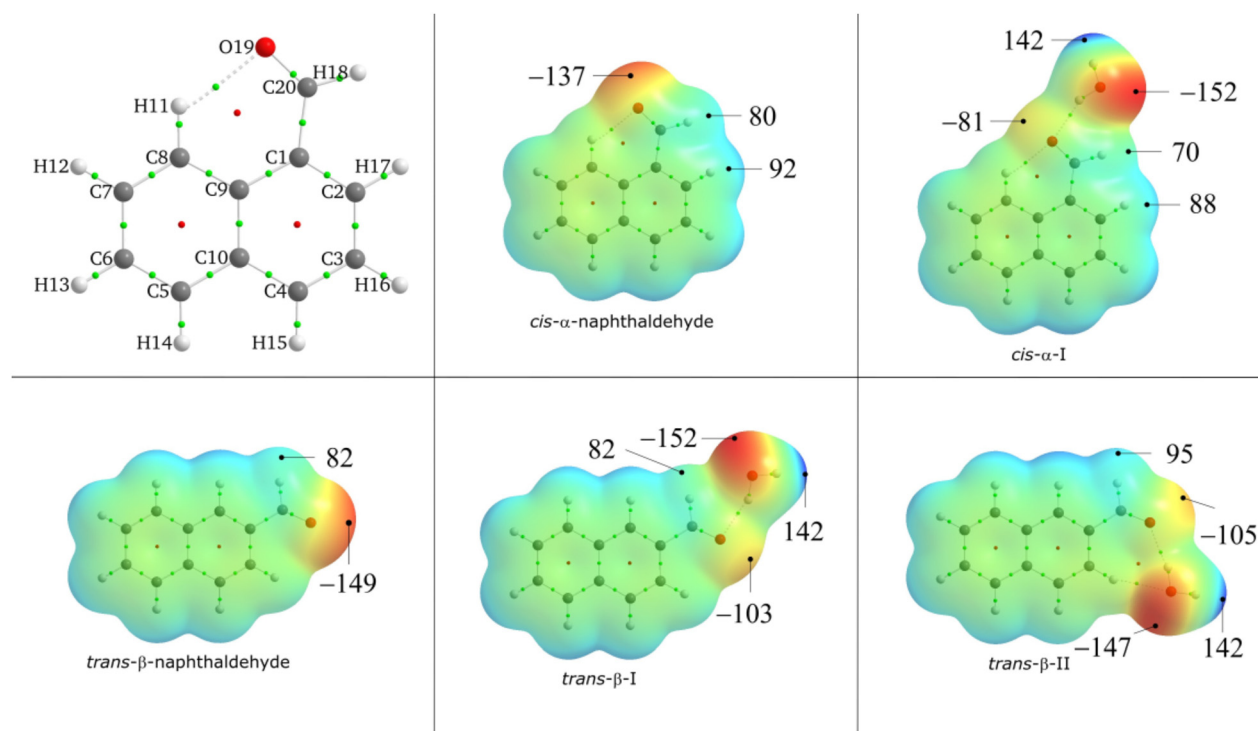 O19
H18
C20
H11
H12
C8
C1
H17
C7
C9
C2
C6
C10
C3
H13
C5
C4
H16
H14
H15
−137
80
92
cis-α-naphthaldehyde
142
−152
−81
70
88
cis-α-I
82
−149
trans-β-naphthaldehyde
−152
82
142
−103
trans-β-I
95
−105
−147
142
trans-β-II